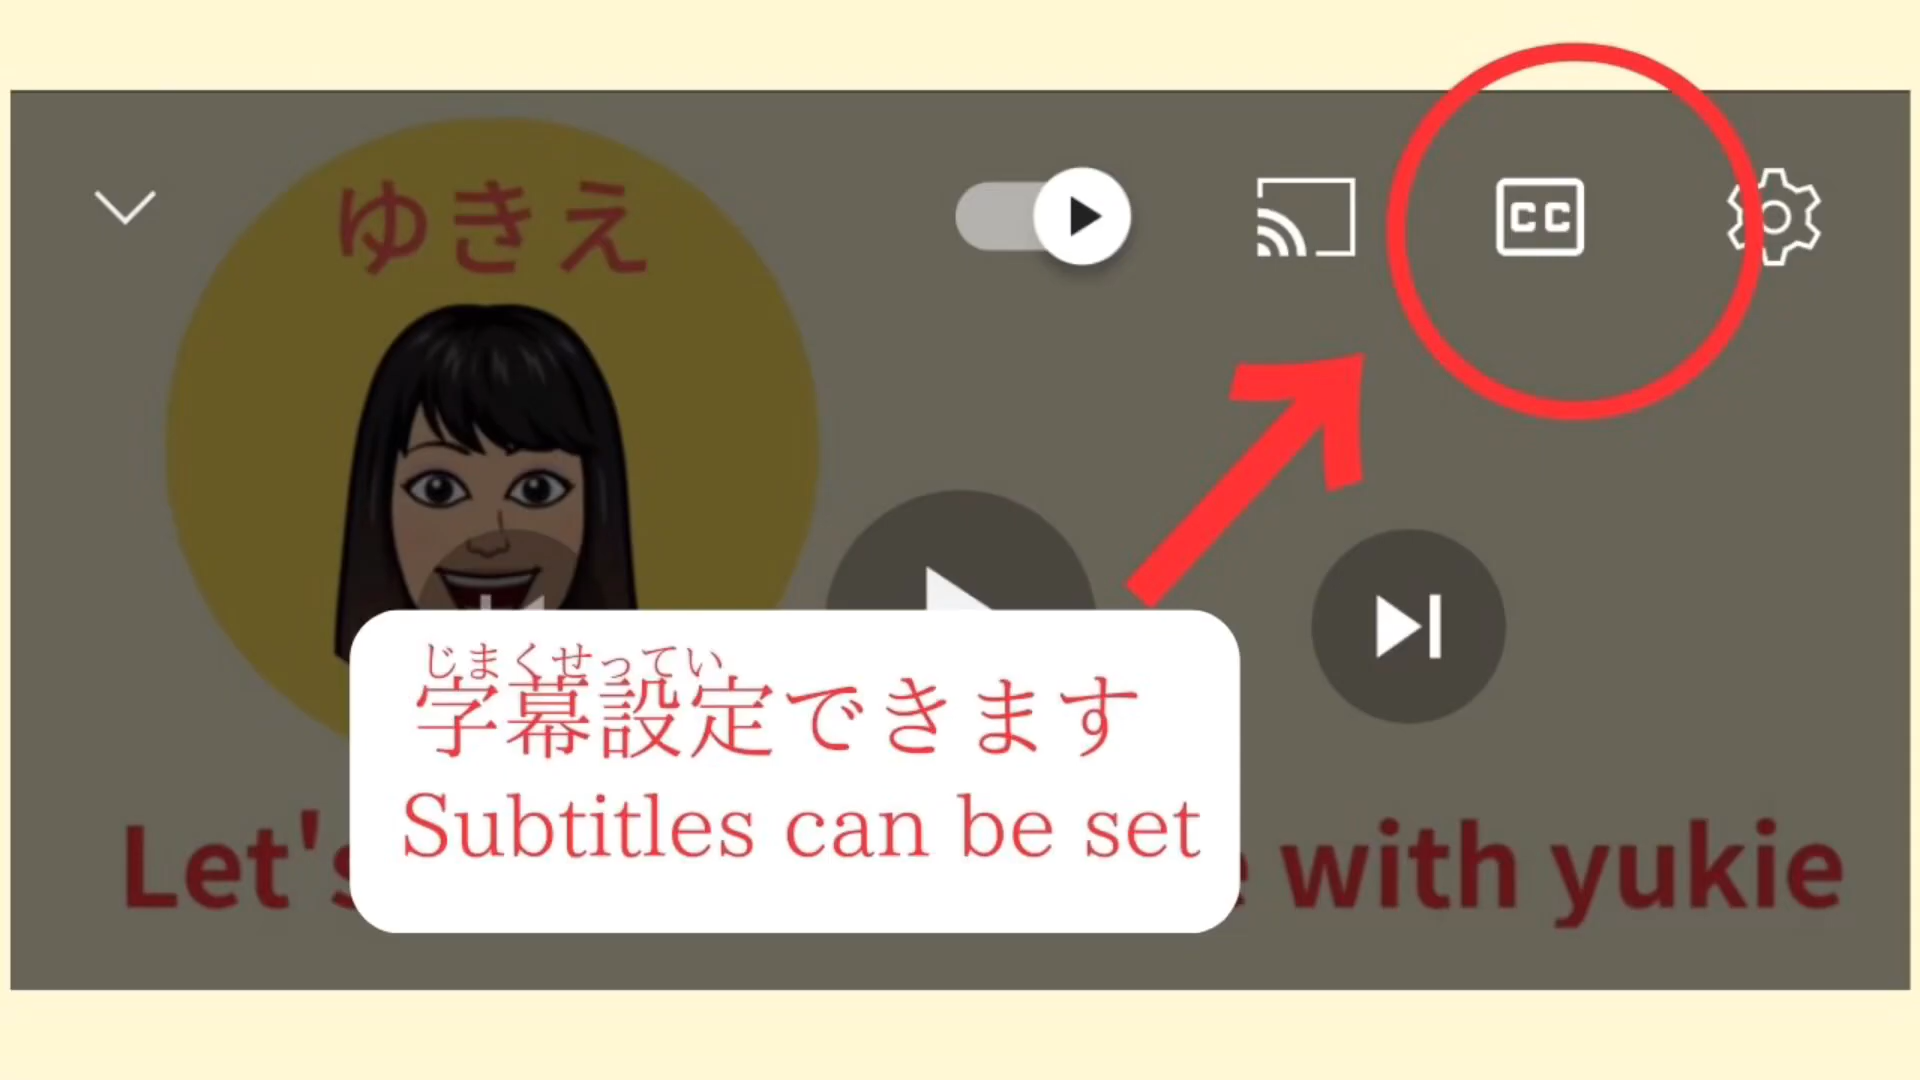 ゆきえ
CC
じまくせってい
字幕設定できます
Subtitles can be set
Let's
with yukie